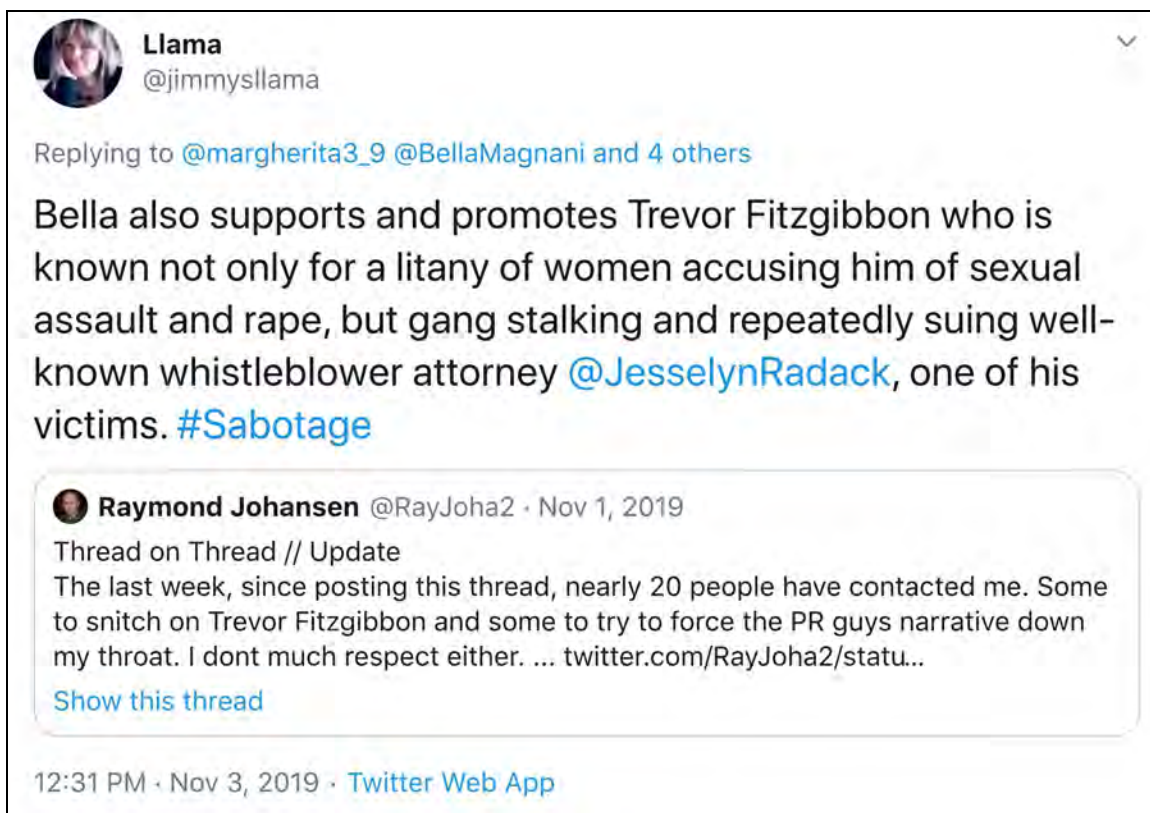 Llama
@jimmysllama
Replying to @margherita3_9 @BellaMagnani and 4 others
Bella also supports and promotes Trevor Fitzgibbon who is
known not only for a litany of women accusing him of sexual
assault and rape, but gang stalking and repeatedly suing well-
known whistleblower attorney @JesselynRadack, one of his
victims. #Sabotage
Raymond Johansen @RayJoha2 · Nov 1, 2019
Thread on Thread // Update
The last week, since posting this thread, nearly 20 people have contacted me. Some
to snitch on Trevor Fitzgibbon and some to try to force the PR guys narrative down
my throat. I dont much respect either. ... twitter.com/RayJoha2/statu...
Show this thread
12:31 PM · Nov 3, 2019 · Twitter Web App